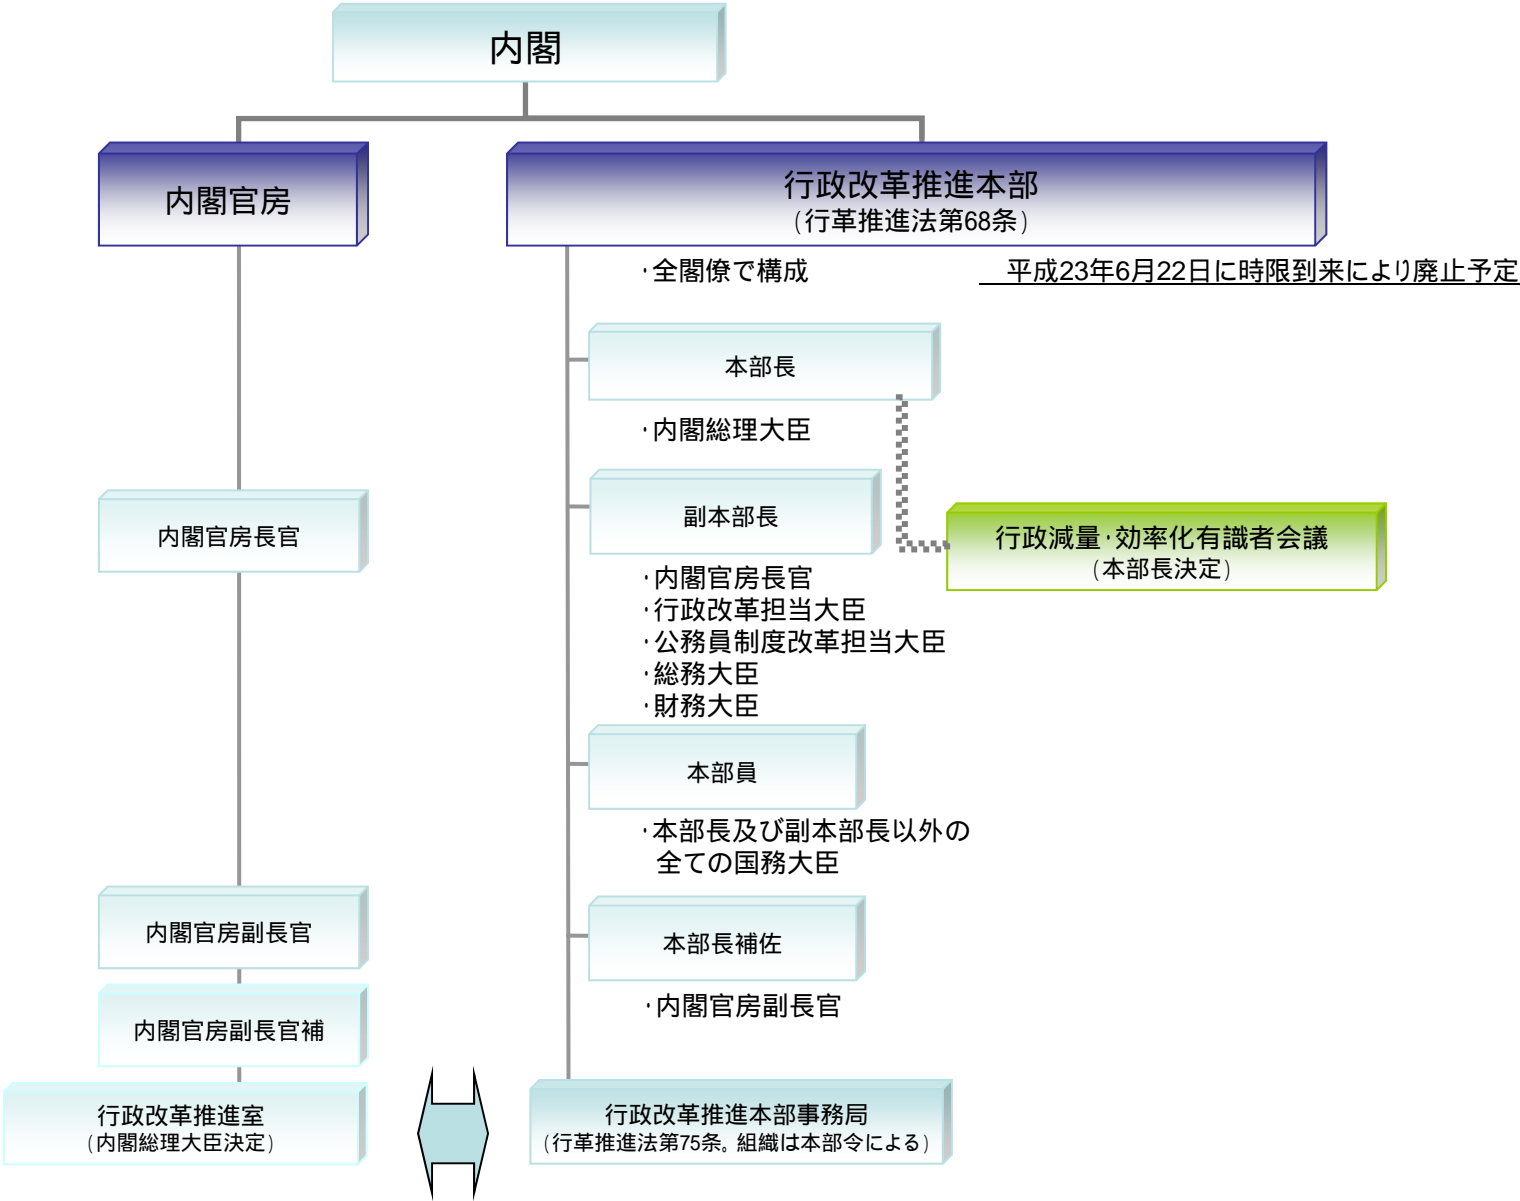 内閣
内閣官房
行政改革推進本部
（行革推進法第68条）
・全閣僚で構成
平成23年6月22日に時限到来により廃止予定
本部長
・内閣総理大臣
副本部長
内閣官房長官
行政減量・効率化有識者会議
（本部長決定）
・内閣官房長官
・行政改革担当大臣
・公務員制度改革担当大臣
・総務大臣
・財務大臣
本部員
・本部長及び副本部長以外の
全ての国務大臣
内閣官房副長官
本部長補佐
・内閣官房副長官
内閣官房副長官補
行政改革推進室
（内閣総理大臣決定）
行政改革推進本部事務局
（行革推進法第75条。組織は本部令による）